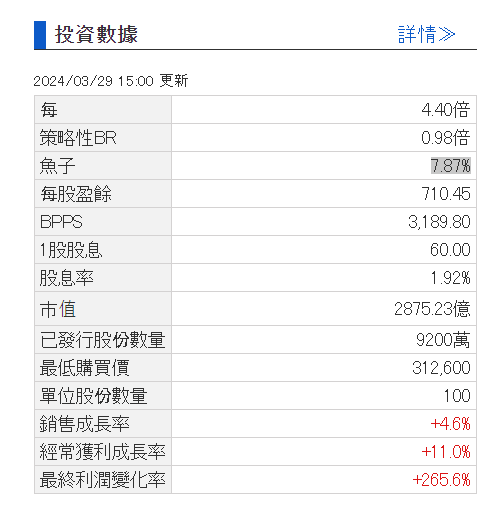 投資數據 詳情≫
2024/03/29 15:00 更新
每 4.40倍
策略性BR 0.98倍
魚子 7.87%
每股盈餘 710.45
BPPS 3,189.80
1股股息 60.00
股息率 1.92%
市值 2875.23億
已發行股份數量 9200萬
最低購買價 312,600
單位股份數量 100
銷售成長率 +4.6%
經常獲利成長率 +11.0%
最終利潤變化率 +265.6%